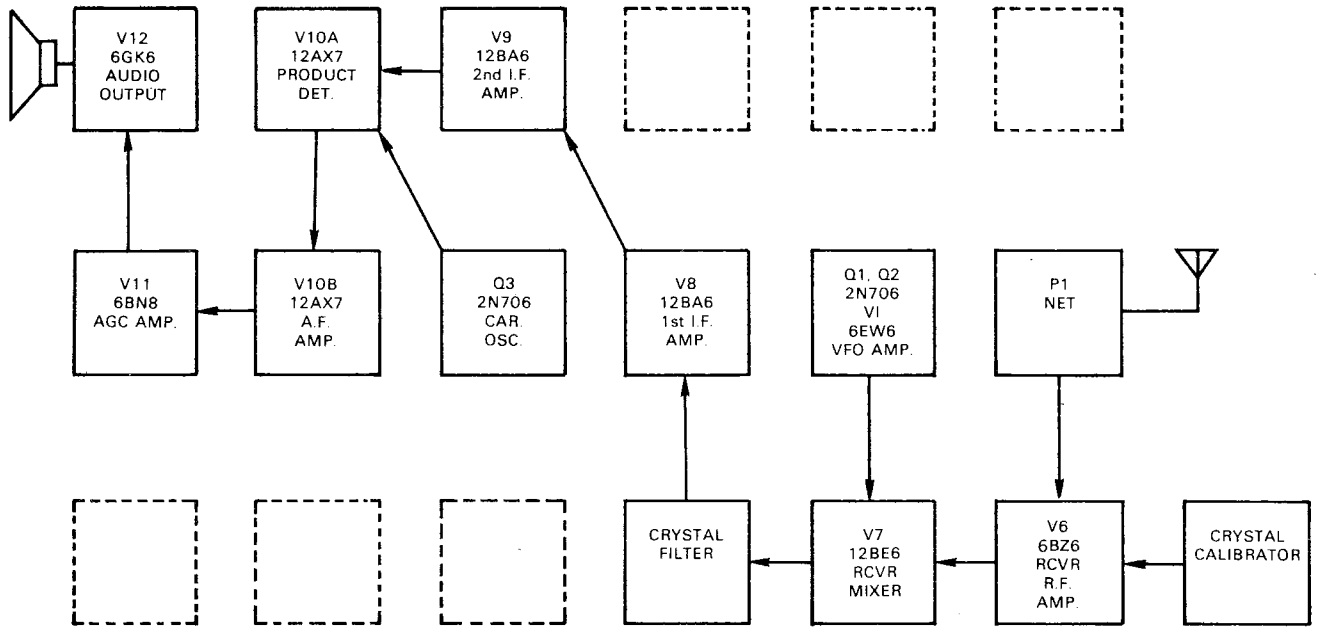 V12
6GK6
AUDIO
OUTPUT
V10A
12AX7
PRODUCT
DET.
V9
12BA6
2nd I.F.
AMP.
V11
6BN8
AGC AMP.
V10B
12AX7
A.F.
AMP.
Q3
2N706
CAR.
OSC.
V8
12BA6
1st I.F.
AMP.
Q1, Q2
2N706
VI
6EW6
VFO AMP.
P1
NET
CRYSTAL
FILTER
V7
12BE6
RCVR
MIXER
V6
6BZ6
RCVR
R.F.
AMP.
CRYSTAL
CALIBRATOR